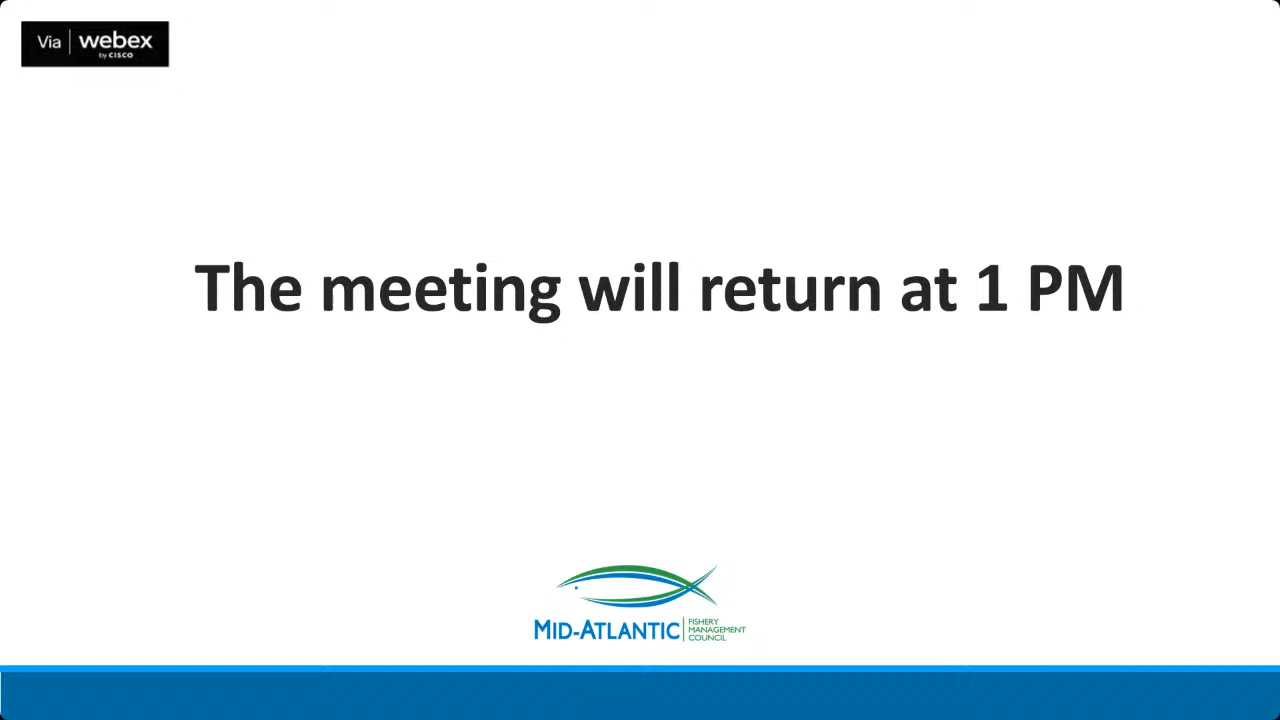 Via | webex
by CISCO
The meeting will return at 1 PM
MID-ATLANTIC
FISHERY
MANAGEMENT
COUNCIL